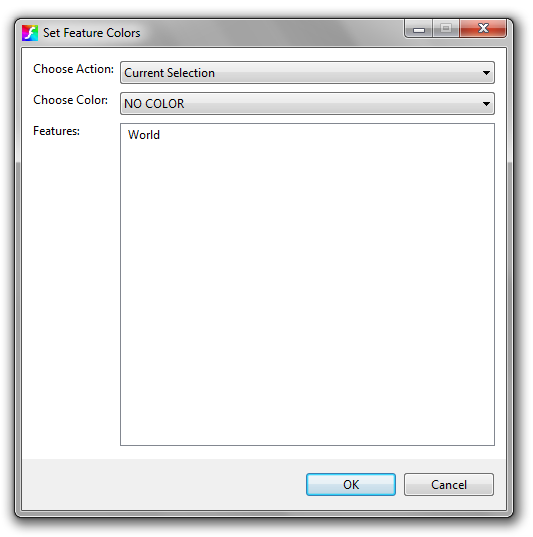 Set Feature Colors
Choose Action: Current Selection
Choose Color: NO COLOR
Features: World
OK Cancel